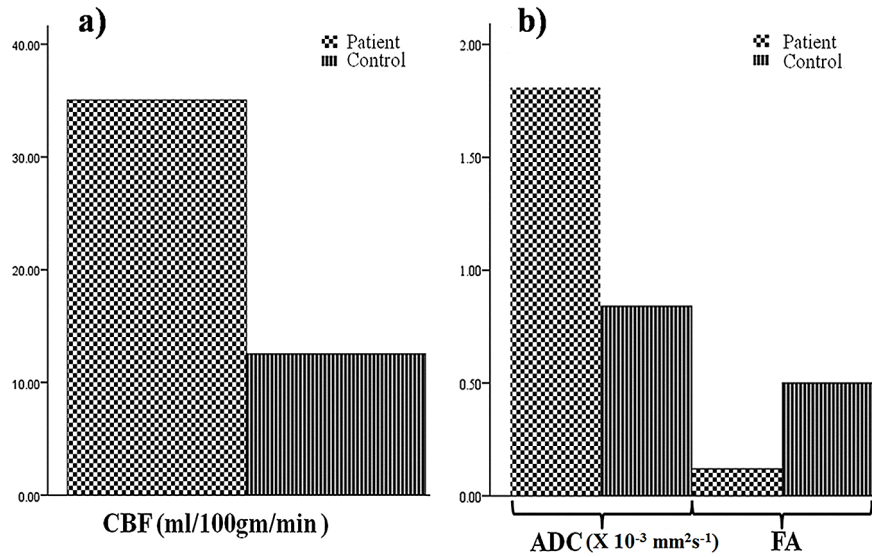 a)
40.00
30.00
20.00
10.00
0.00
Patient
Control
CBF (ml/100gm/min)
b)
2.00
1.50
1.00
0.50
0.00
Patient
Control
ADC (X 10⁻³ mm²s⁻¹)
FA